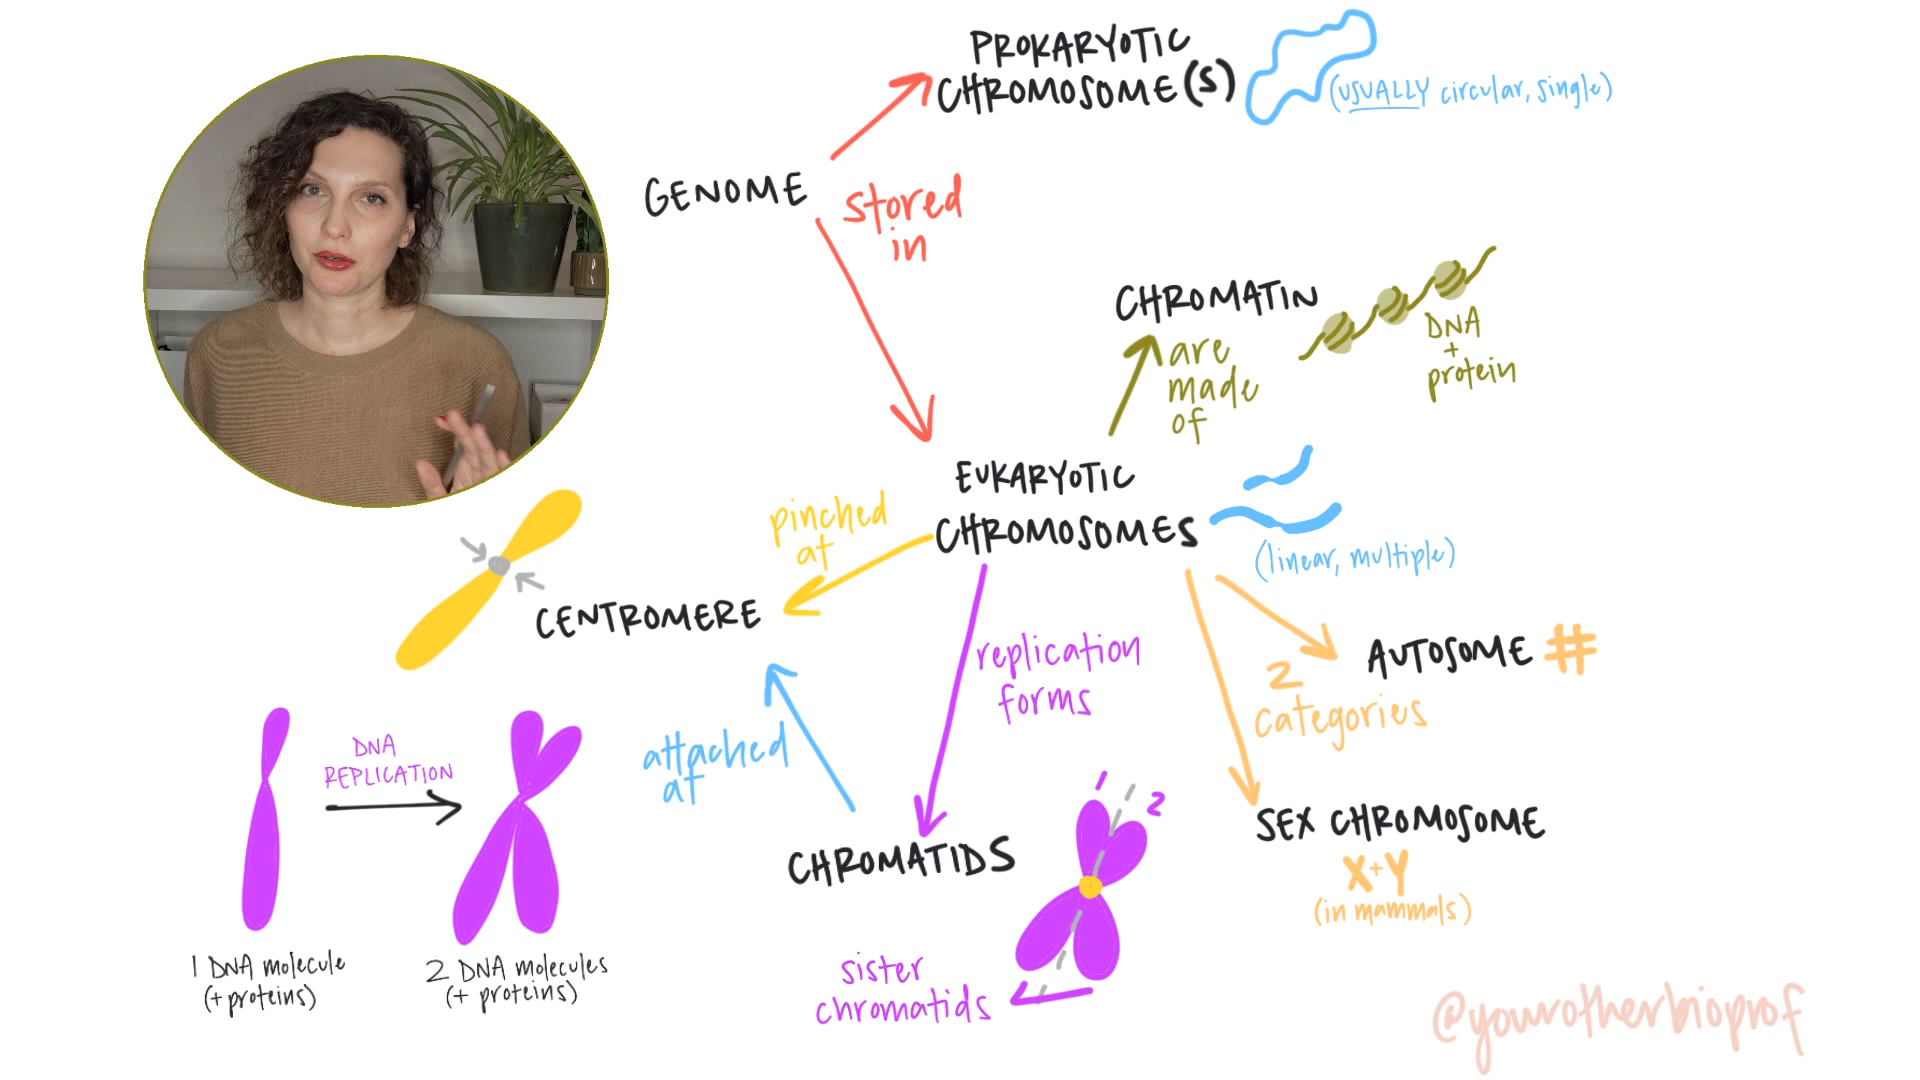 PROKARYOTIC
CHROMOSOME(S)
(USUALLY circular, single)
GENOME
stored
in
CHROMATIN
are
made
of
DNA
+
protein
EUKARYOTIC
CHROMOSOMES
(linear, multiple)
pinched
at
CENTROMERE
replication
forms
AUTOSOME #
2
categories
attached
at
DNA
REPLICATION
1 2
SEX CHROMOSOME
X+Y
(in mammals)
CHROMATIDS
sister
chromatids
1 DNA molecule
(+ proteins)
2 DNA molecules
(+ proteins)
@yourotherbioprof